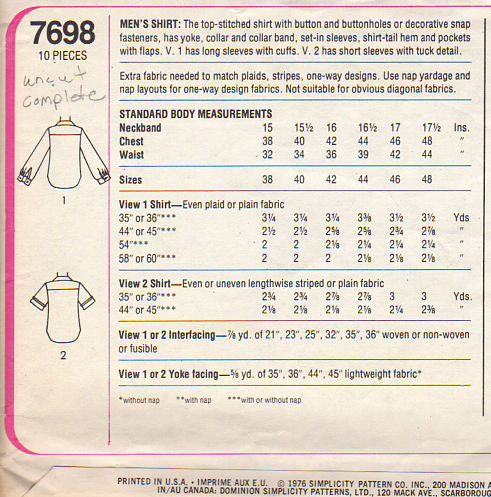 7698
10 PIECES
uncut
complete
1
2
MEN'S SHIRT: The top-stitched shirt with button and buttonholes or decorative snap
fasteners, has yoke, collar and collar band, set-in sleeves, shirt-tail hem and pockets
with flaps. V. 1 has long sleeves with cuffs. V. 2 has short sleeves with tuck detail.
Extra fabric needed to match plaids, stripes, one-way designs. Use nap yardage and
nap layouts for one-way design fabrics. Not suitable for obvious diagonal fabrics.
STANDARD BODY MEASUREMENTS
Neckband 15 15½ 16 16½ 17 17½ Ins.
Chest 38 40 42 44 46 48 "
Waist 32 34 36 39 42 44 "
Sizes 38 40 42 44 46 48
View 1 Shirt—Even plaid or plain fabric
35" or 36"*** 3¼ 3¼ 3¼ 3⅜ 3½ 3½ Yds
44" or 45"*** 2½ 2½ 2⅝ 2⅝ 2¾ 2⅞ "
54"*** 2 2 2⅛ 2¼ 2¼ 2¼ "
58" or 60"*** 2 2 2 2⅛ 2⅛ 2⅛ "
View 2 Shirt—Even or uneven lengthwise striped or plain fabric
35" or 36"*** 2¾ 2¾ 2⅞ 2⅞ 3 3 Yds.
44" or 45"*** 2⅛ 2⅛ 2⅛ 2⅛ 2¼ 2⅜ "
View 1 or 2 Interfacing—⅞ yd. of 21", 23", 25", 32", 35", 36" woven or non-woven
or fusible
View 1 or 2 Yoke facing—⅝ yd. of 35", 36", 44", 45" lightweight fabric*
*without nap **with nap ***with or without nap
PRINTED IN U.S.A. • IMPRIME AUX E.U. © 1976 SIMPLICITY PATTERN CO. INC., 200 MADISON A
IN/AU CANADA: DOMINION SIMPLICITY PATTERNS, LTD., 120 MACK AVE., SCARBOROUG